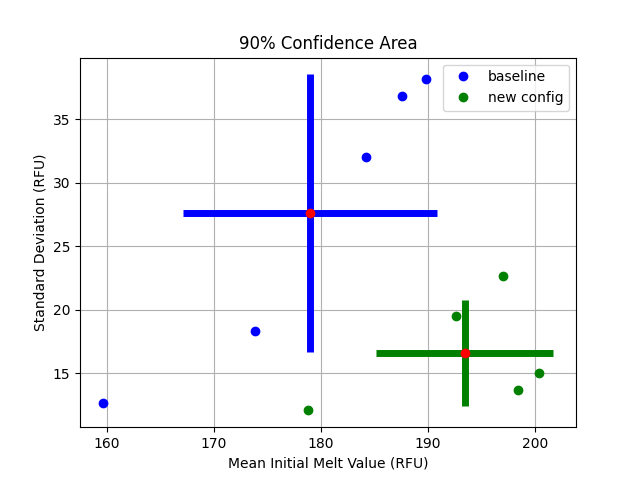 90% Confidence Area
baseline
new config
Standard Deviation (RFU)
35
30
25
20
15
160 170 180 190 200
Mean Initial Melt Value (RFU)